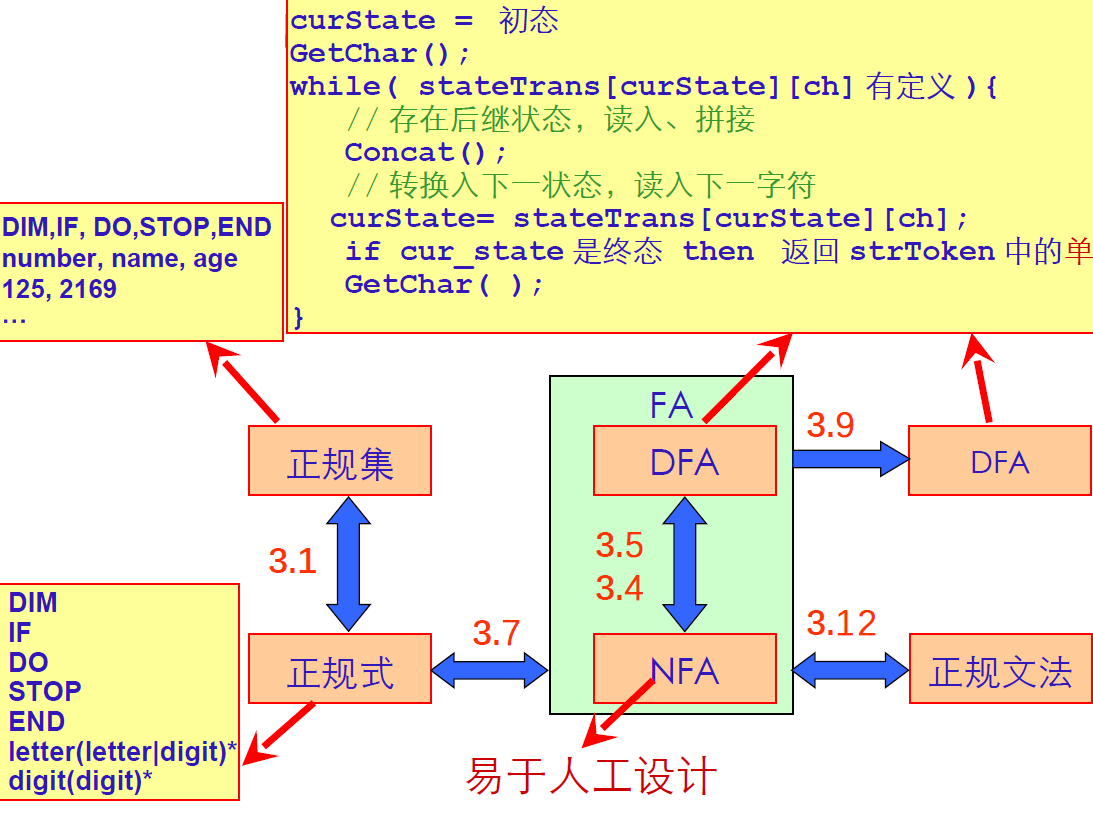 curState = 初态
GetChar();
while( stateTrans[curState][ch] 有定义 ){
// 存在后继状态，读入、拼接
Concat();
// 转换入下一状态，读入下一字符
curState= stateTrans[curState][ch];
if cur_state 是终态 then 返回 strToken 中的单
GetChar( );
}
DIM,IF, DO,STOP,END
number, name, age
125, 2169
…
FA
正规集
DFA
3.9
DFA
3.1
3.5
3.4
DIM
IF
DO
STOP
END
letter(letter|digit)*
digit(digit)*
正规式
3.7
NFA
3.12
正规文法
易于人工设计